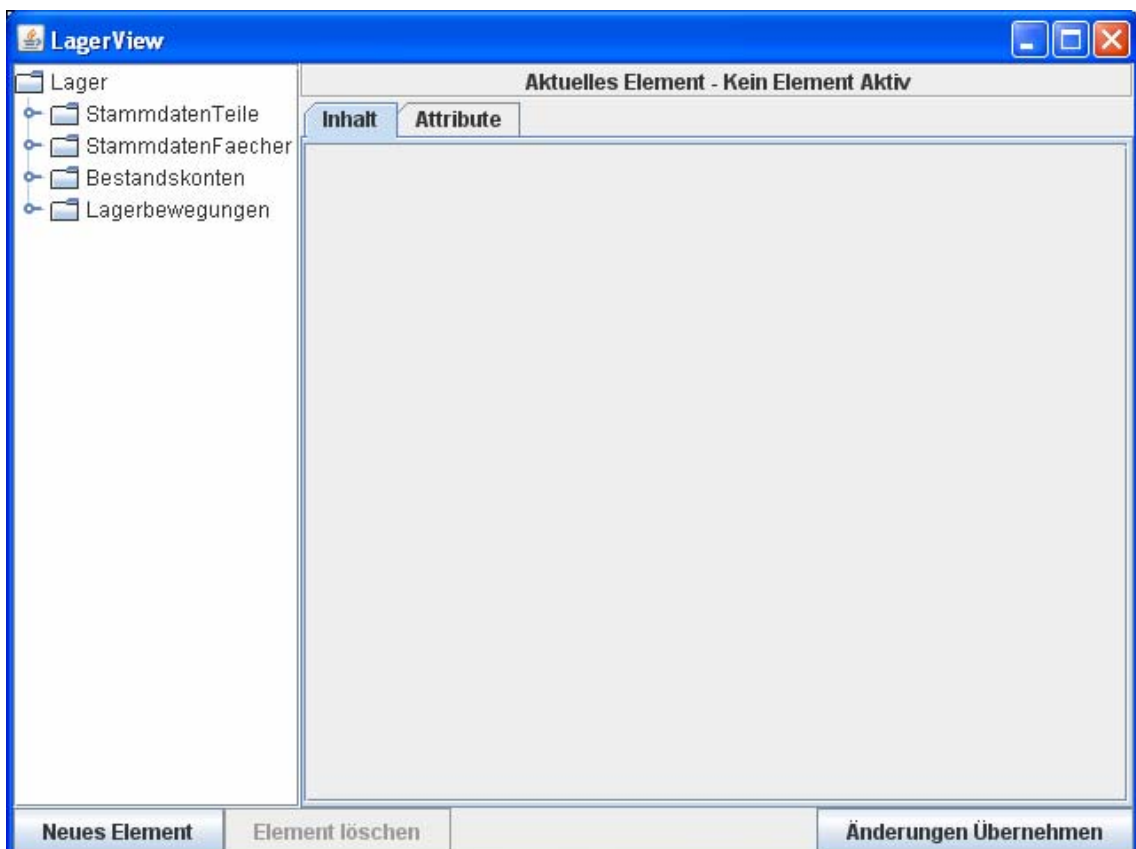 LagerView
Lager
StammdatenTeile
StammdatenFaecher
Bestandskonten
Lagerbewegungen
Aktuelles Element - Kein Element Aktiv
Inhalt Attribute
Neues Element Element löschen Änderungen Übernehmen